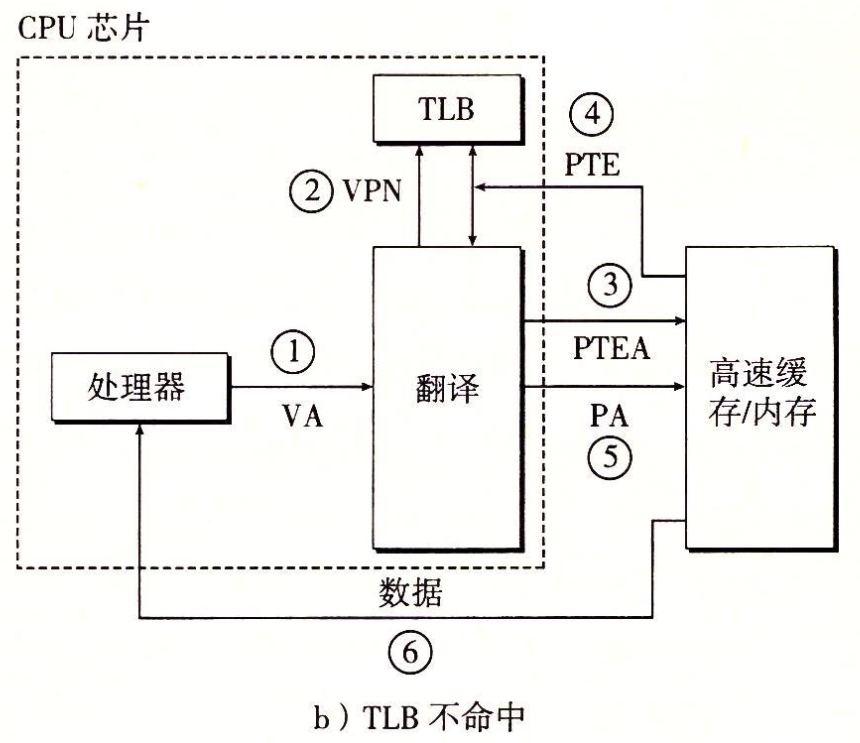 CPU 芯片
TLB
④
PTE
② VPN
③
PTEA
①
处理器
VA
翻译
高速缓
存/内存
PA
⑤
数据
⑥
b）TLB 不命中